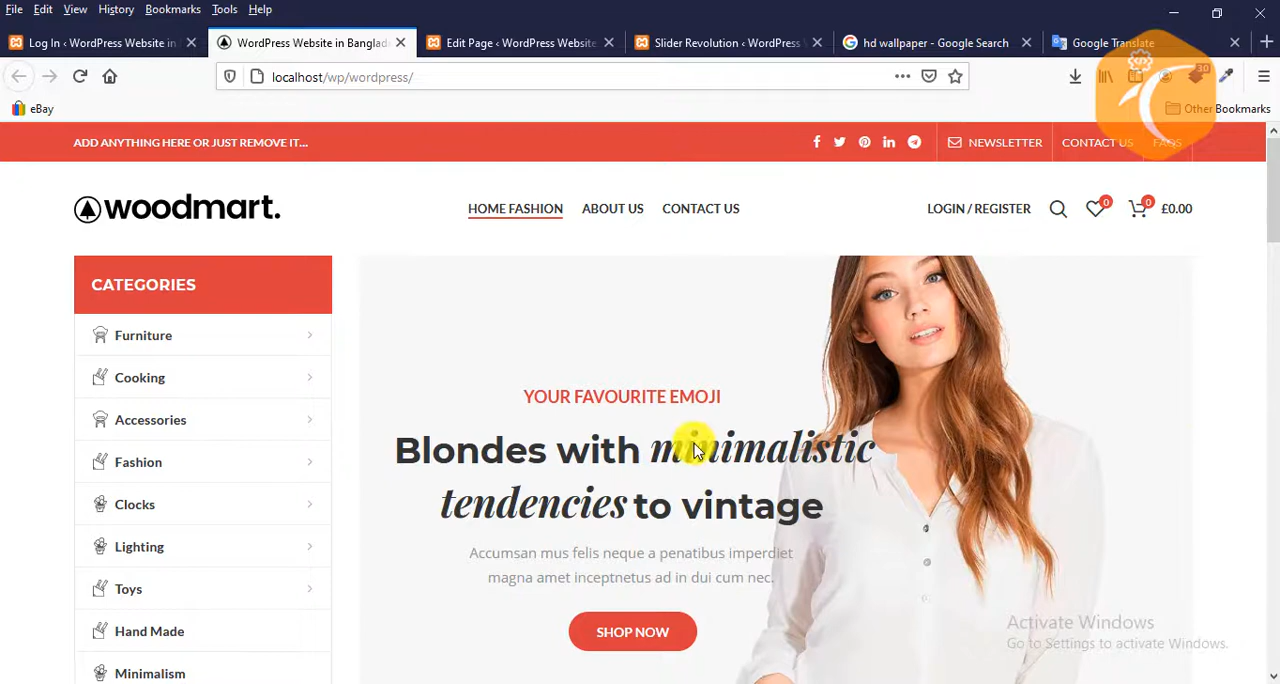 File Edit View History Bookmarks Tools Help
Log In ‹ WordPress Website in
WordPress Website in Banglad
Edit Page ‹ WordPress Website
Slider Revolution ‹ WordPress
hd wallpaper - Google Search
Google Translate
localhost/wp/wordpress/
30
eBay
Other Bookmarks
ADD ANYTHING HERE OR JUST REMOVE IT...
NEWSLETTER CONTACT US FAQS
woodmart.
HOME FASHION ABOUT US CONTACT US
LOGIN / REGISTER 0 0 £0.00
CATEGORIES
Furniture
Cooking
Accessories
Fashion
Clocks
Lighting
Toys
Hand Made
Minimalism
YOUR FAVOURITE EMOJI
Blondes with minimalistic
tendencies to vintage
Accumsan mus felis neque a penatibus imperdiet
magna amet inceptnetus ad in dui cum nec.
SHOP NOW
Activate Windows
Go to Settings to activate Windows.